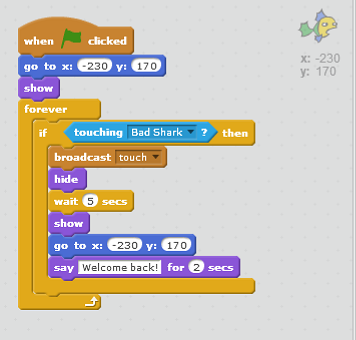 when clicked
go to x: -230 y: 170
show
forever
if touching Bad Shark ? then
broadcast touch
hide
wait 5 secs
show
go to x: -230 y: 170
say Welcome back! for 2 secs
x: -230
y: 170